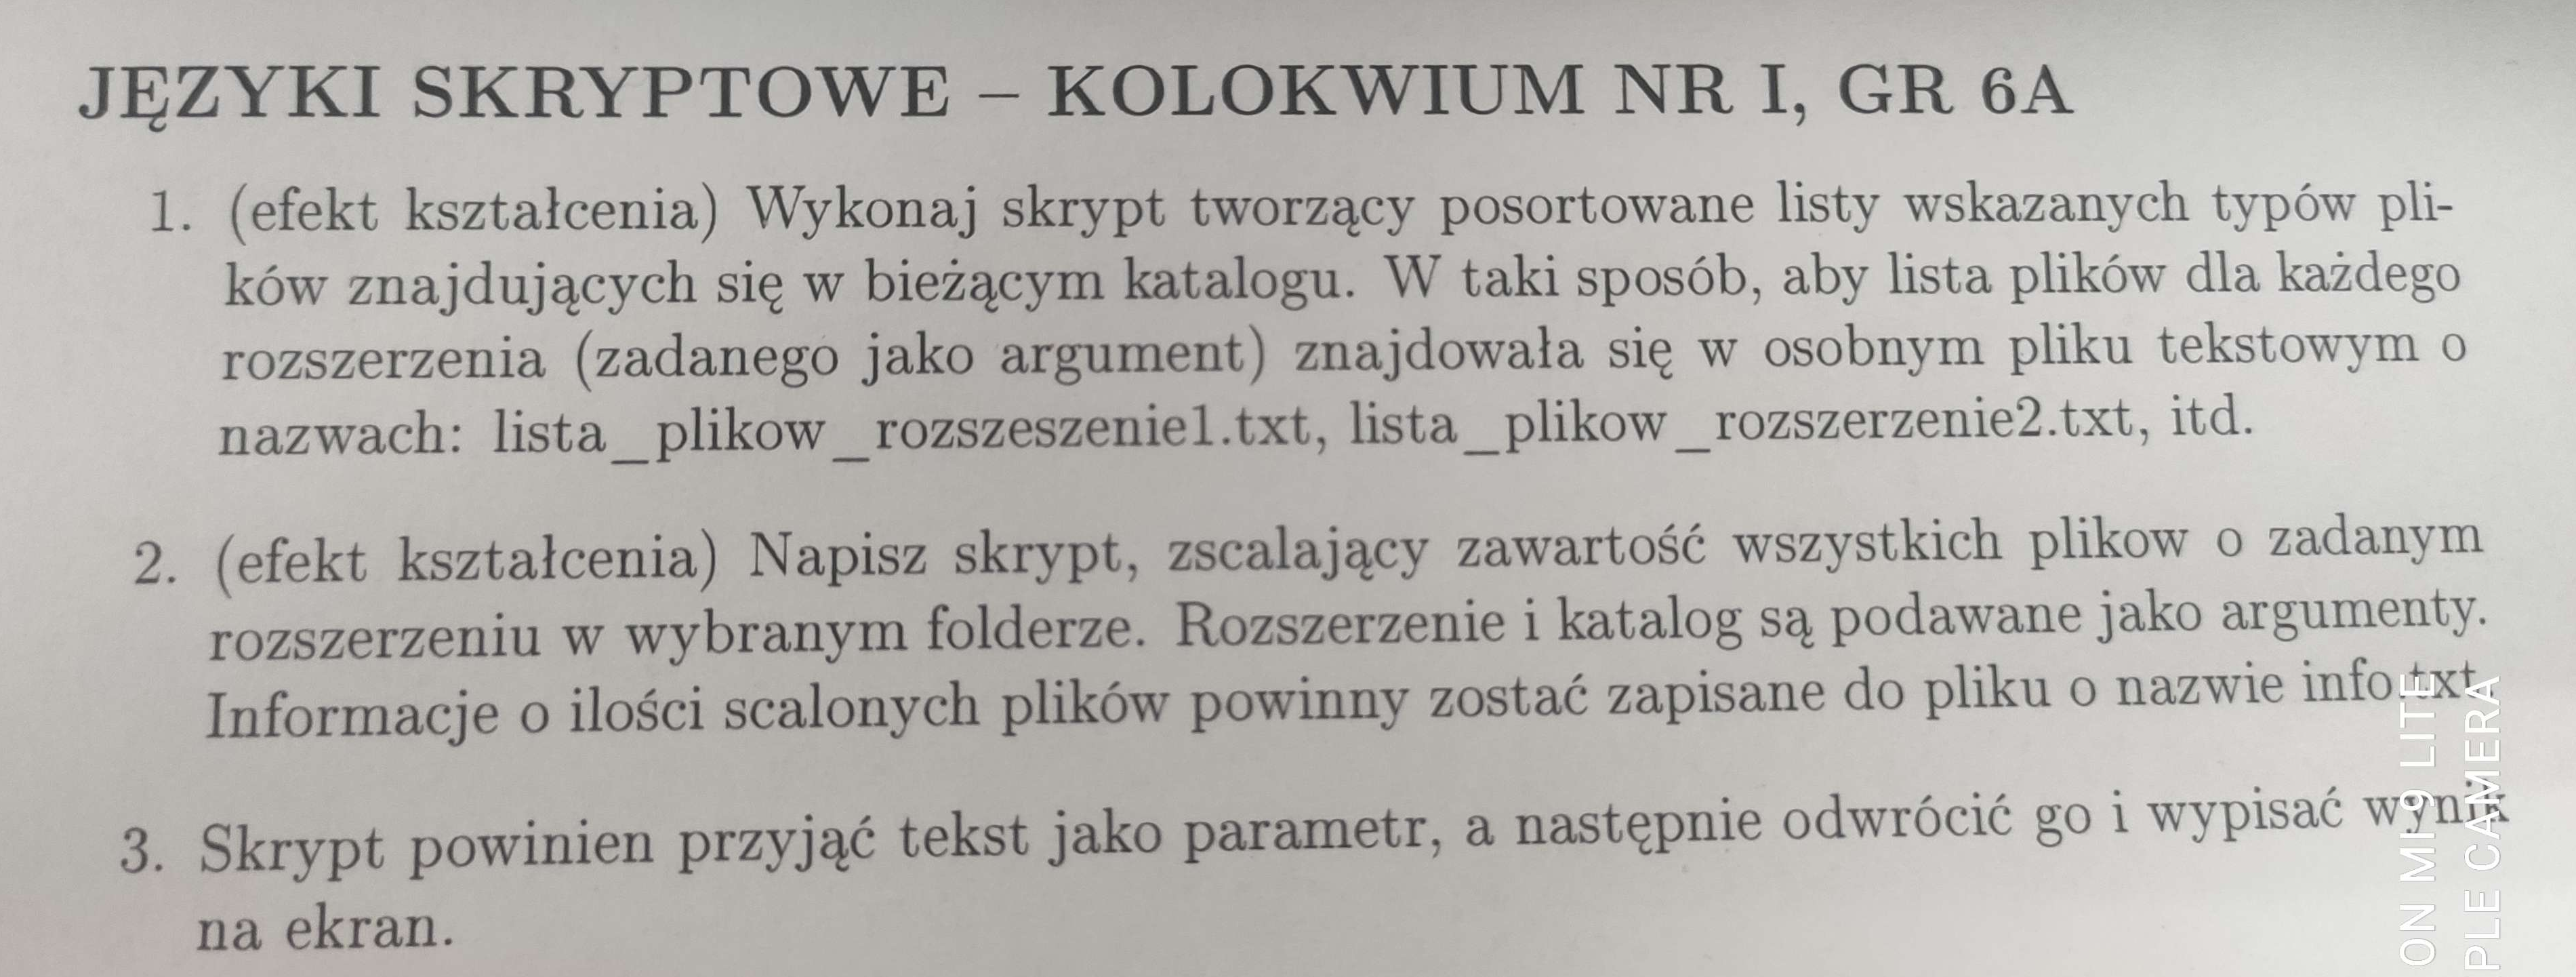 JĘZYKI SKRYPTOWE – KOLOKWIUM NR I, GR 6A
1. (efekt kształcenia) Wykonaj skrypt tworzący posortowane listy wskazanych typów pli-
ków znajdujących się w bieżącym katalogu. W taki sposób, aby lista plików dla każdego
rozszerzenia (zadanego jako argument) znajdowała się w osobnym pliku tekstowym o
nazwach: lista_plikow_rozszeszenie1.txt, lista_plikow_rozszerzenie2.txt, itd.
2. (efekt kształcenia) Napisz skrypt, zscalający zawartość wszystkich plikow o zadanym
rozszerzeniu w wybranym folderze. Rozszerzenie i katalog są podawane jako argumenty.
Informacje o ilości scalonych plików powinny zostać zapisane do pliku o nazwie info.txt.
3. Skrypt powinien przyjąć tekst jako parametr, a następnie odwrócić go i wypisać wynik
na ekran.
ON MI 9 LITE
PLE CAMERA